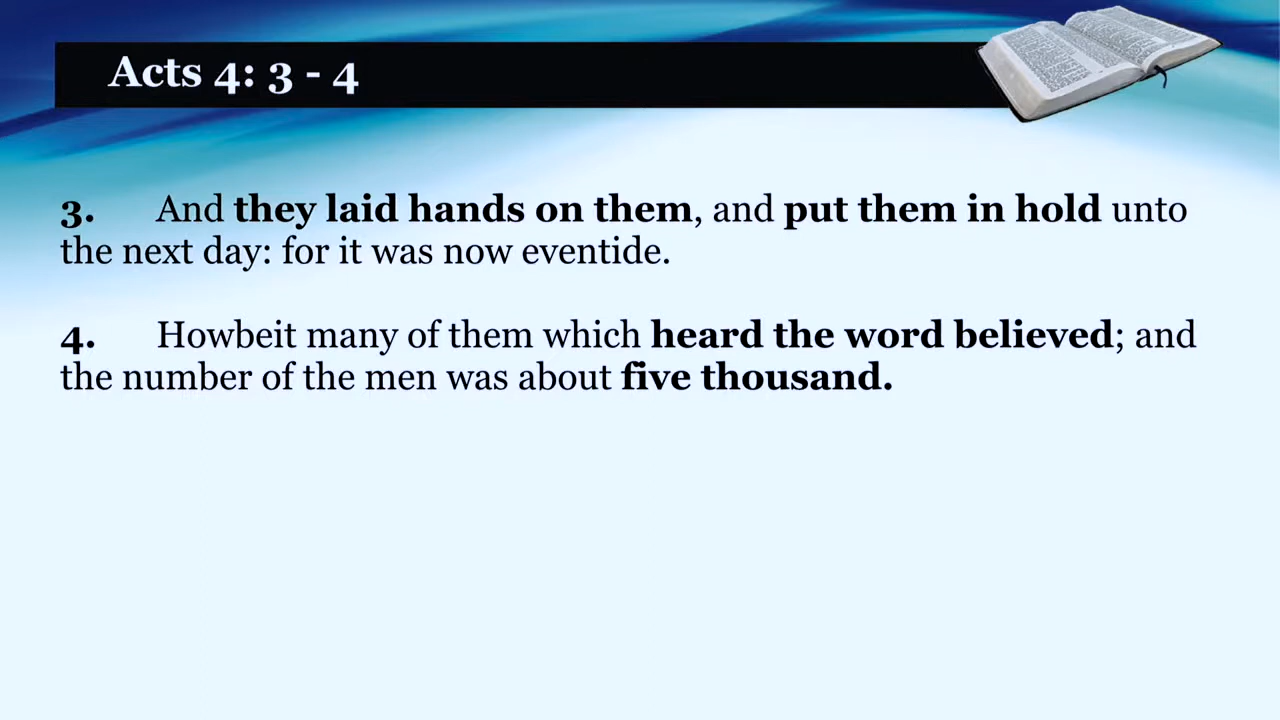 Acts 4: 3 - 4
3. And they laid hands on them, and put them in hold unto
the next day: for it was now eventide.
4. Howbeit many of them which heard the word believed; and
the number of the men was about five thousand.